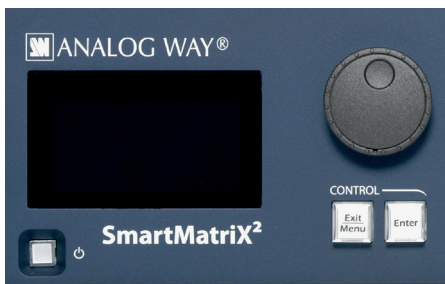 ANALOG WAY®
CONTROL
Exit
Menu
Enter
SmartMatriX²